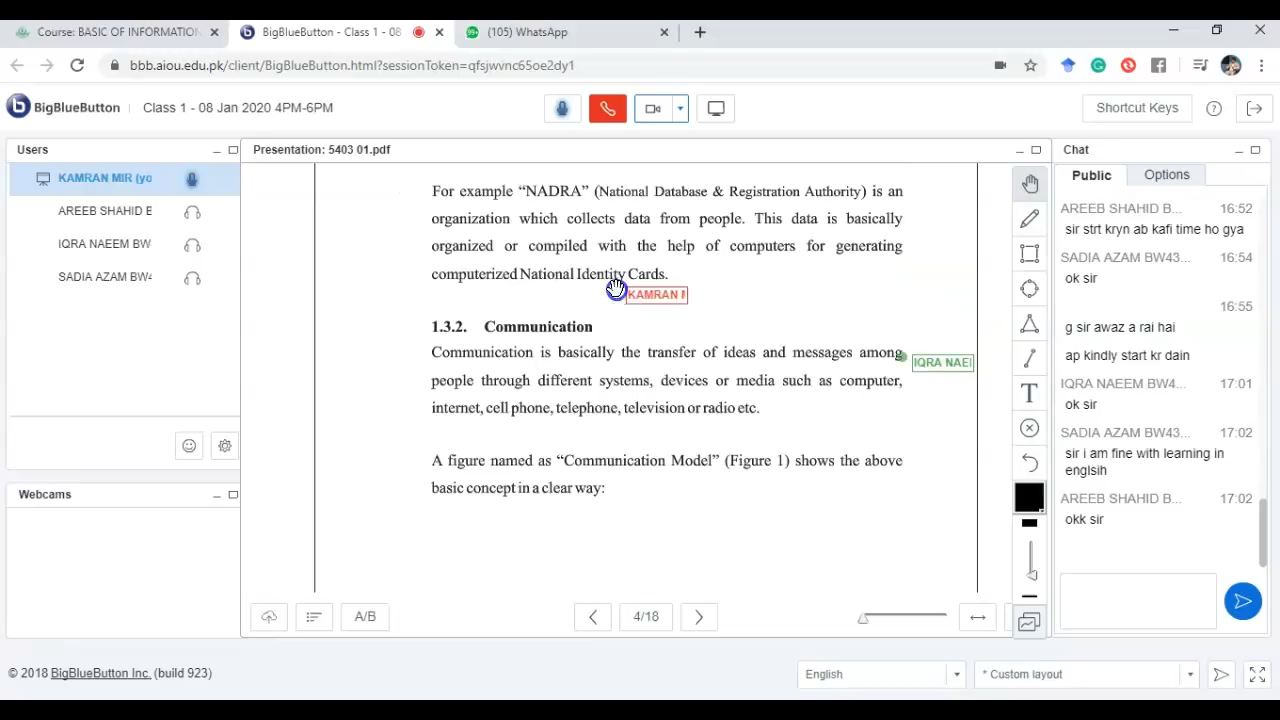 Course: BASIC OF INFORMATION
BigBlueButton - Class 1 - 08
(105) WhatsApp
bbb.aiou.edu.pk/client/BigBlueButton.html?sessionToken=qfsjwvnc65oe2dy1
BigBlueButton
Class 1 - 08 Jan 2020 4PM-6PM
Shortcut Keys
Users
KAMRAN MIR (yo
AREEB SHAHID B
IQRA NAEEM BW
SADIA AZAM BW4
Webcams
Presentation: 5403 01.pdf
For example “NADRA” (National Database & Registration Authority) is an
organization which collects data from people. This data is basically
organized or compiled with the help of computers for generating
computerized National Identity Cards.
KAMRAN M
1.3.2. Communication
Communication is basically the transfer of ideas and messages among
IQRA NAEI
people through different systems, devices or media such as computer,
internet, cell phone, telephone, television or radio etc.
A figure named as “Communication Model” (Figure 1) shows the above
basic concept in a clear way:
T
A/B
4/18
Chat
Public
Options
AREEB SHAHID B... 16:52
sir strt kryn ab kafi time ho gya
SADIA AZAM BW43... 16:54
ok sir
16:55
g sir awaz a rai hai
ap kindly start kr dain
IQRA NAEEM BW4... 17:01
ok sir
SADIA AZAM BW43... 17:02
sir i am fine with learning in
englsih
AREEB SHAHID B... 17:02
okk sir
© 2018 BigBlueButton Inc. (build 923)
English
* Custom layout